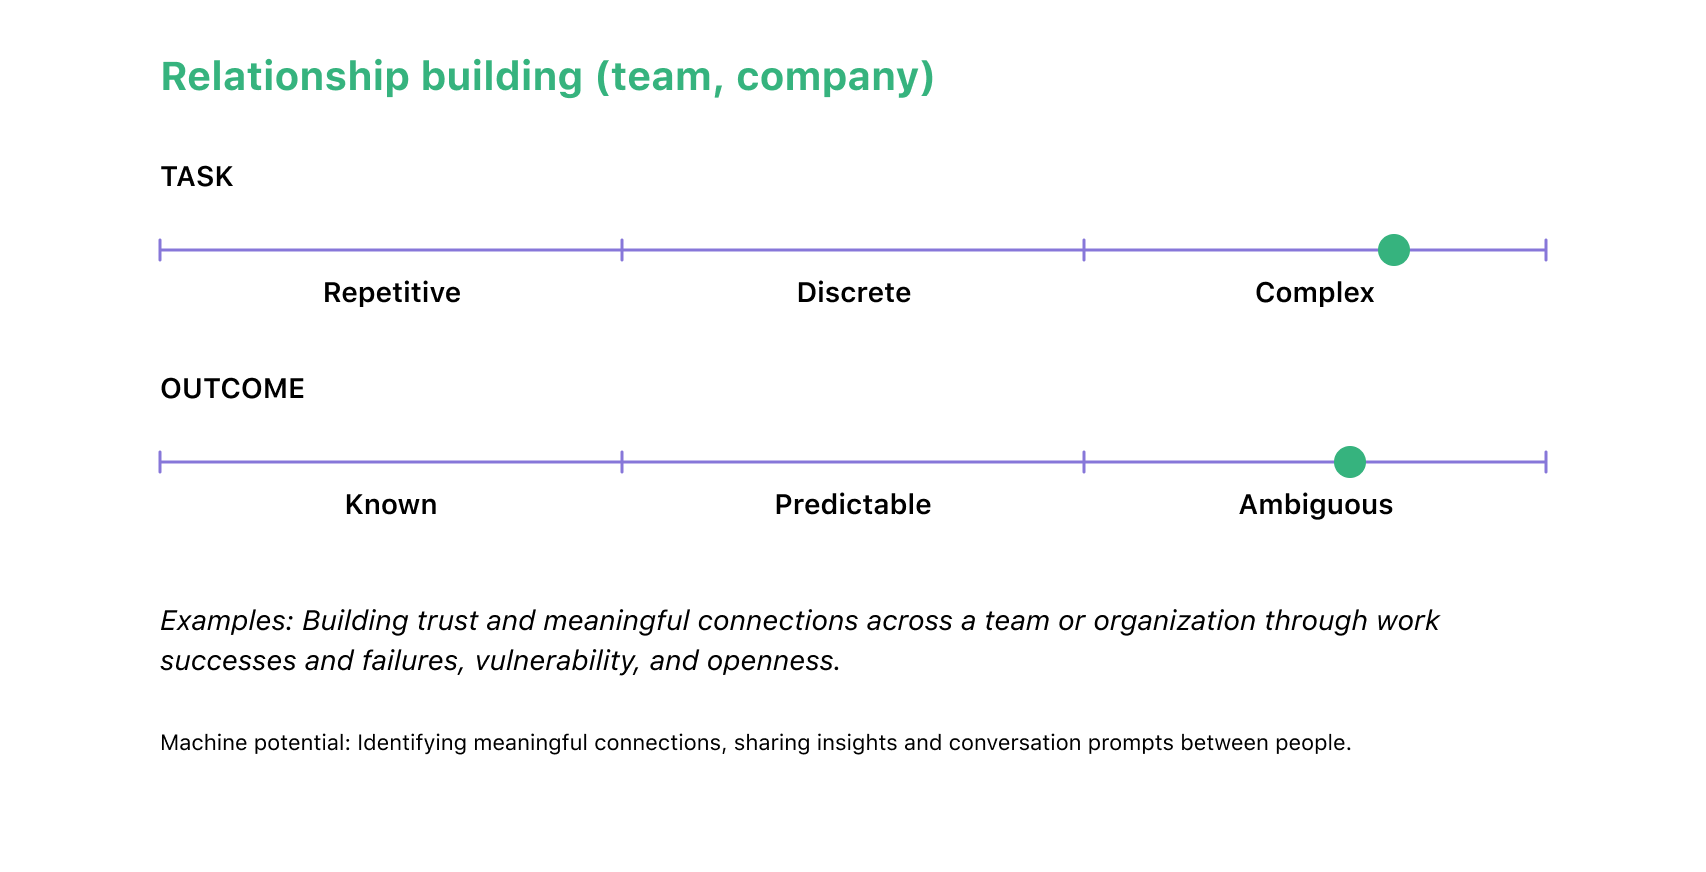 Relationship building (team, company)
TASK
Repetitive
Discrete
Complex
OUTCOME
Known
Predictable
Ambiguous
Examples: Building trust and meaningful connections across a team or organization through work
successes and failures, vulnerability, and openness.
Machine potential: Identifying meaningful connections, sharing insights and conversation prompts between people.